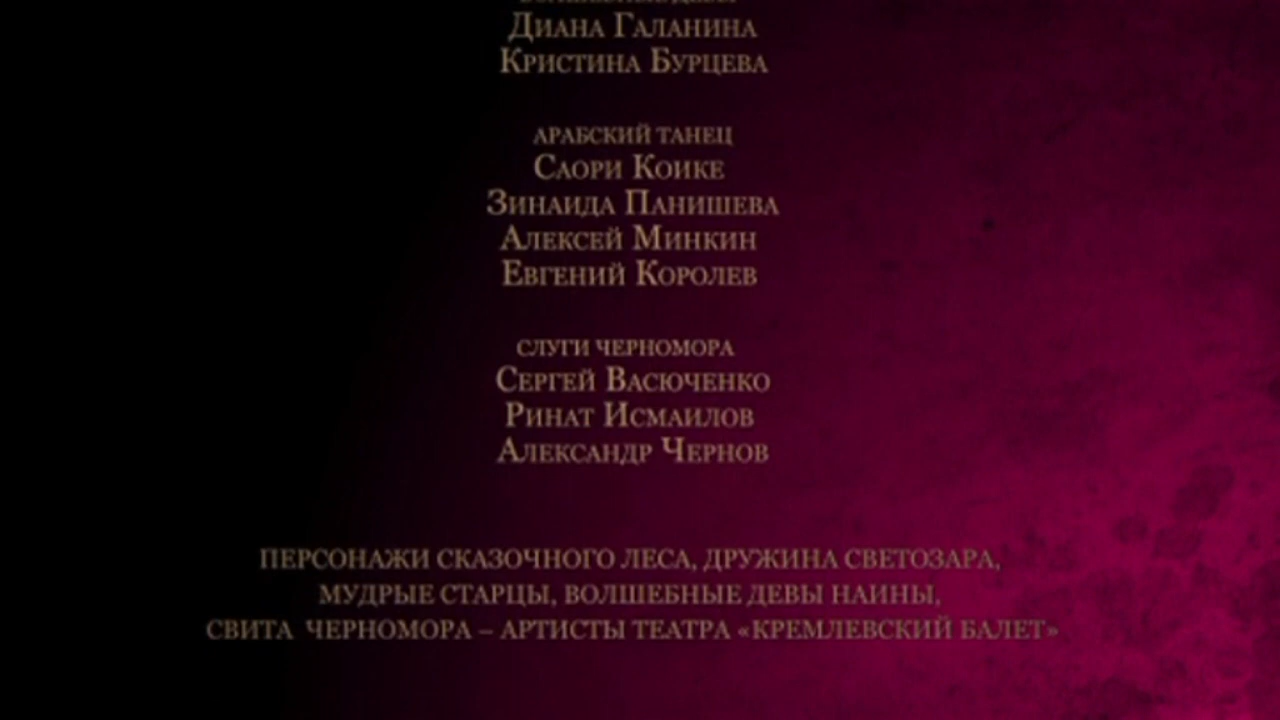 Диана Галанина
Кристина Бурцева
АРАБСКИЙ ТАНЕЦ
Саори Коике
Зинаида Панишева
Алексей Минкин
Евгений Королев
СЛУГИ ЧЕРНОМОРА
Сергей Васюченко
Ринат Исмаилов
Александр Чернов
ПЕРСОНАЖИ СКАЗОЧНОГО ЛЕСА, ДРУЖИНА СВЕТОЗАРА,
МУДРЫЕ СТАРЦЫ, ВОЛШЕБНЫЕ ДЕВЫ НАИНЫ,
СВИТА ЧЕРНОМОРА – АРТИСТЫ ТЕАТРА «КРЕМЛЕВСКИЙ БАЛЕТ»